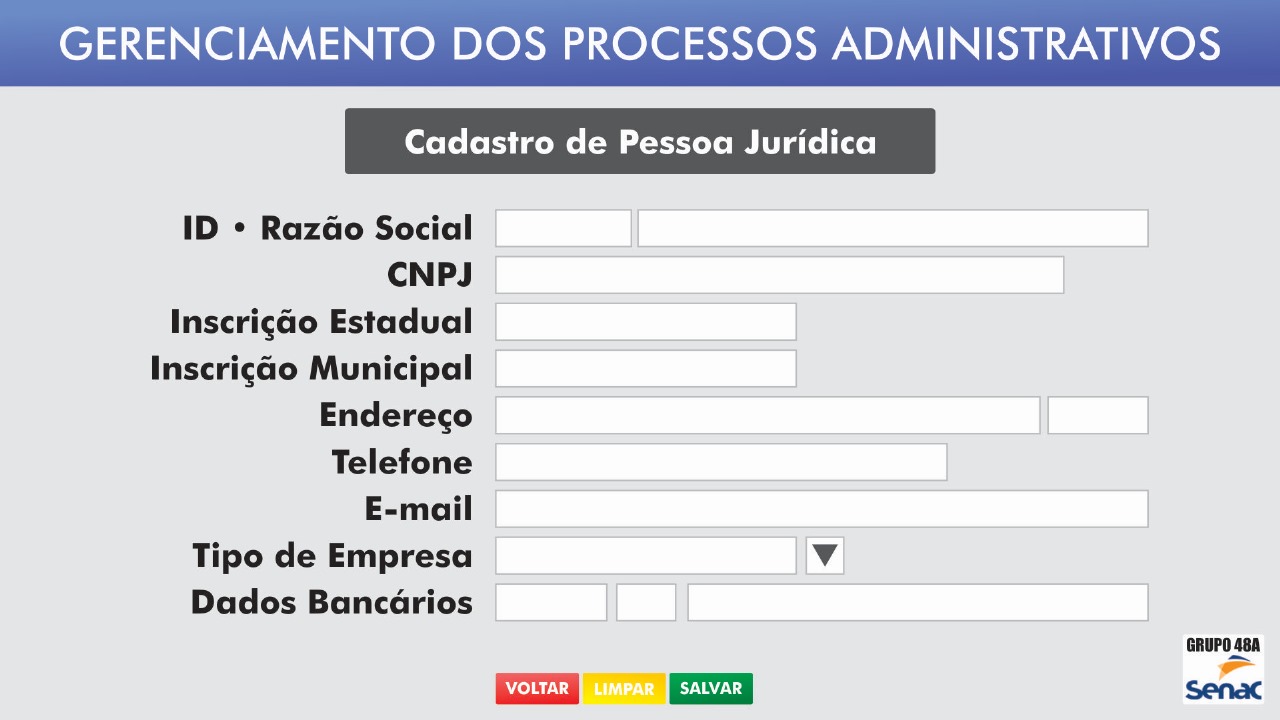 GERENCIAMENTO DOS PROCESSOS ADMINISTRATIVOS
Cadastro de Pessoa Jurídica
ID • Razão Social
CNPJ
Inscrição Estadual
Inscrição Municipal
Endereço
Telefone
E-mail
Tipo de Empresa
Dados Bancários
VOLTAR LIMPAR SALVAR
GRUPO 48A
Senac